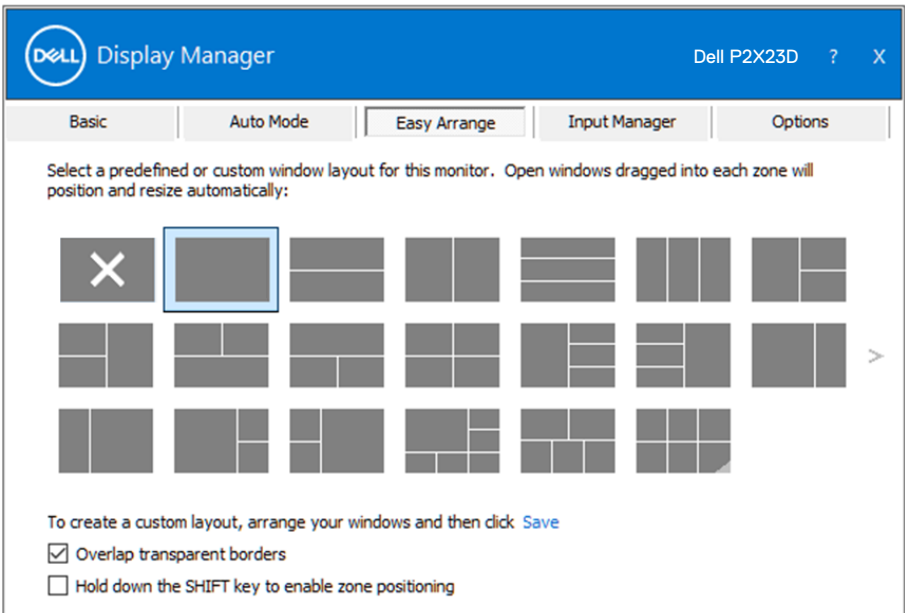 DELL Display Manager Dell P2X23D ? X
Basic Auto Mode Easy Arrange Input Manager Options
Select a predefined or custom window layout for this monitor. Open windows dragged into each zone will
position and resize automatically:
>
To create a custom layout, arrange your windows and then click Save
Overlap transparent borders
Hold down the SHIFT key to enable zone positioning